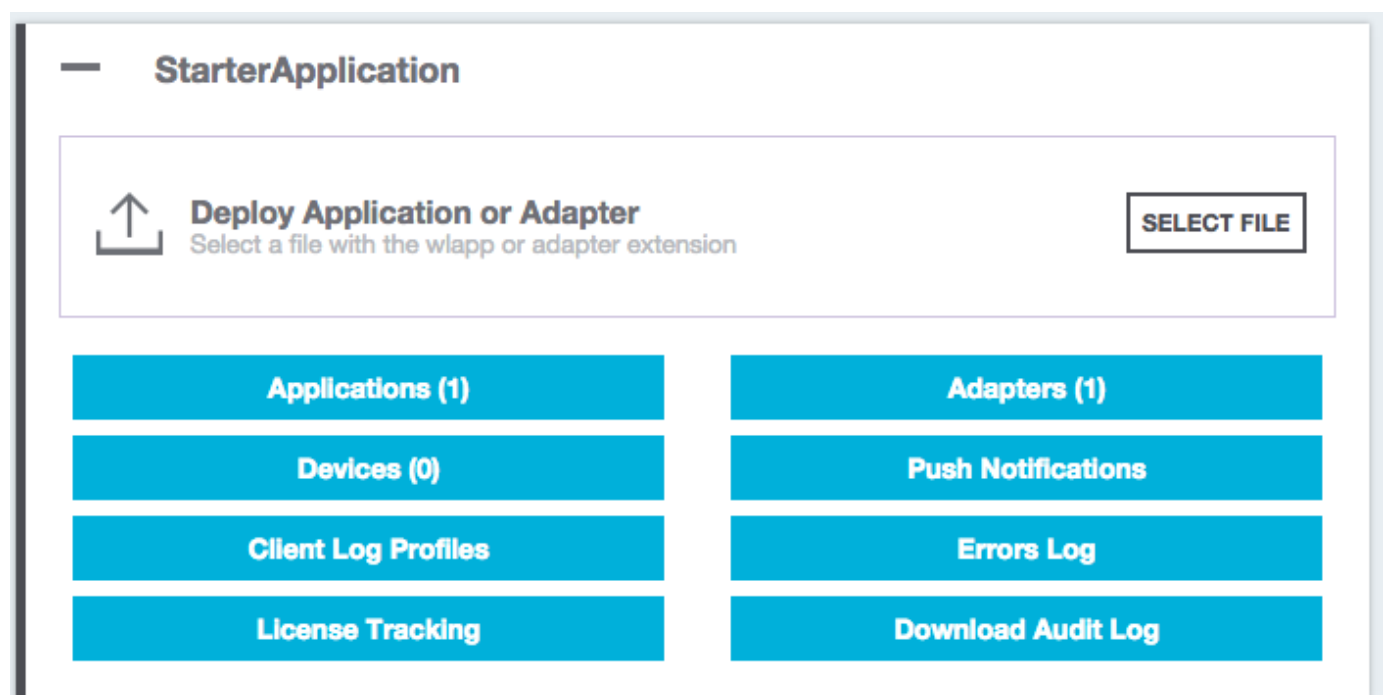 StarterApplication
Deploy Application or Adapter
Select a file with the wlapp or adapter extension
SELECT FILE
Applications (1)
Adapters (1)
Devices (0)
Push Notifications
Client Log Profiles
Errors Log
License Tracking
Download Audit Log